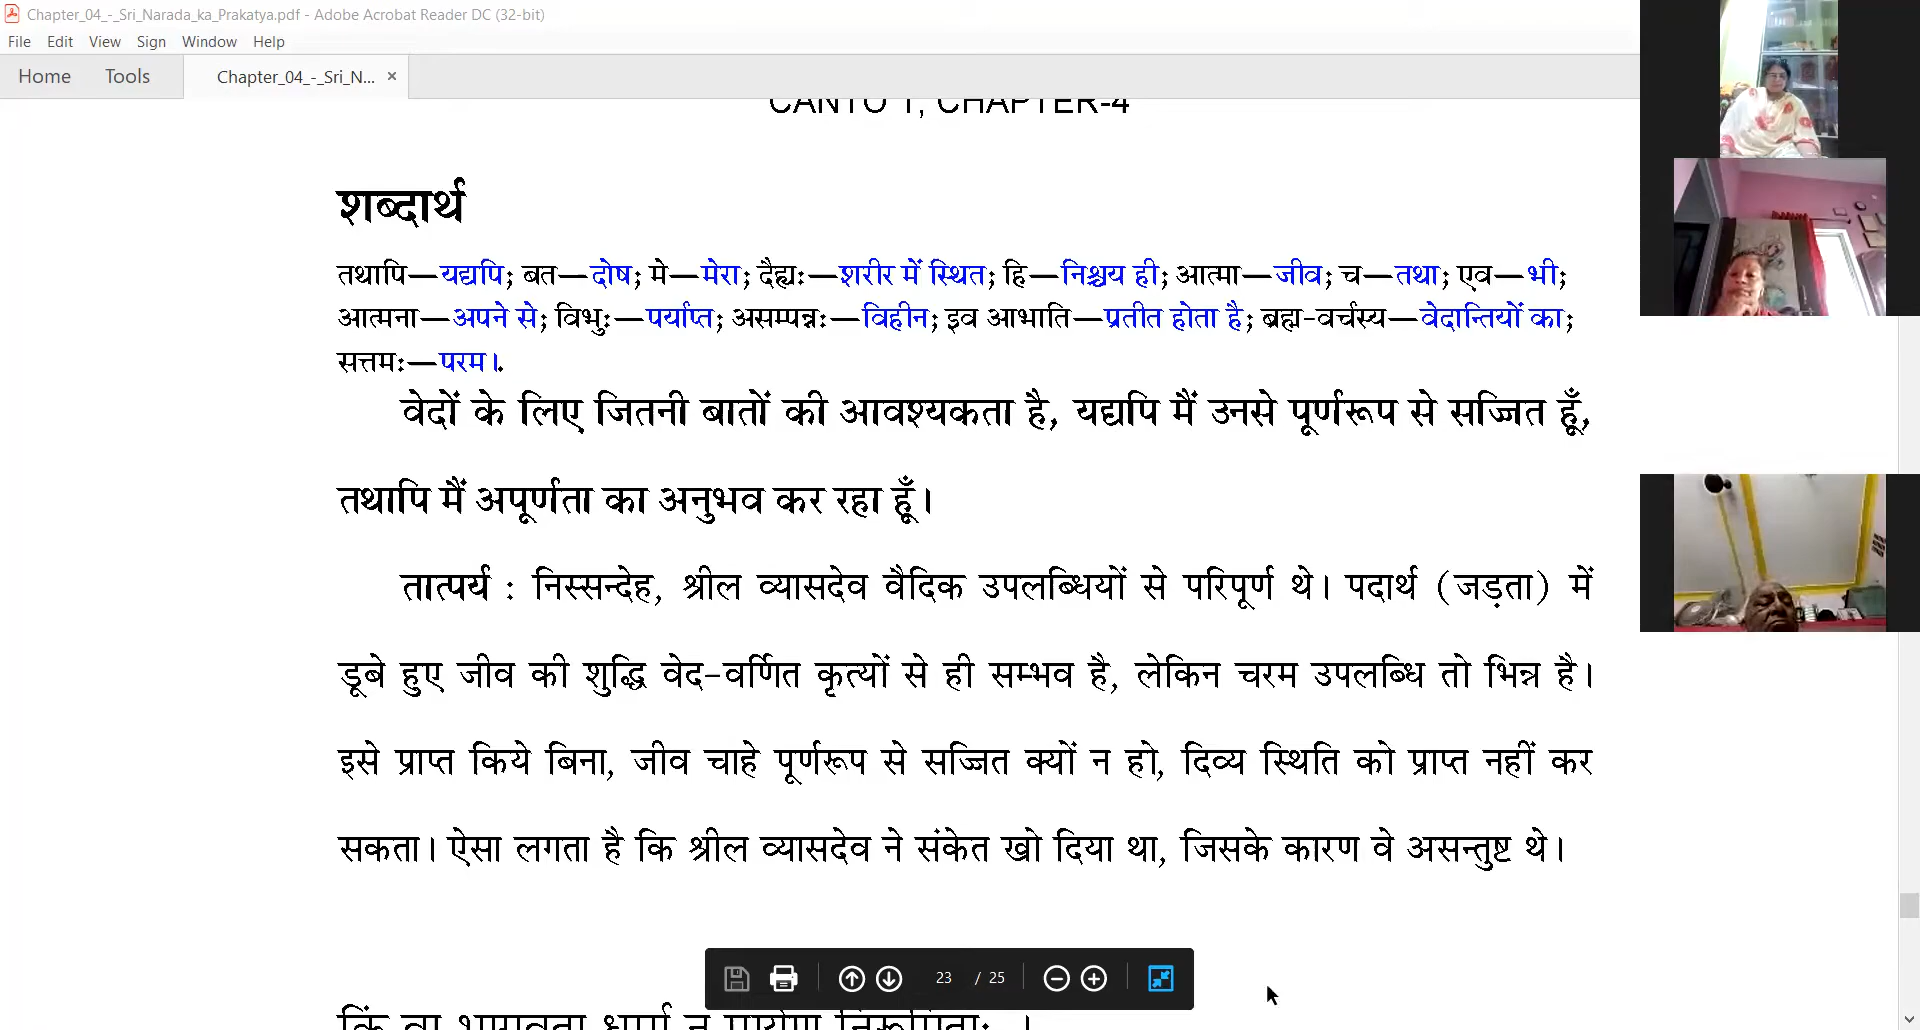 Chapter_04_-_Sri_Narada_ka_Prakatya.pdf - Adobe Acrobat Reader DC (32-bit)
File Edit View Sign Window Help
Home Tools Chapter_04_-_Sri_N... ×
CANTO 1, CHAPTER-4
शब्दार्थ
तथापि—यद्यपि; बत—दोष; मे—मेरा; दैह्यः—शरीर में स्थित; हि—निश्चय ही; आत्मा—जीव; च—तथा; एव—भी;
आत्मना—अपने से; विभुः—पर्याप्त; असम्पन्नः—विहीन; इव आभाति—प्रतीत होता है; ब्रह्म-वर्चस्य—वेदान्तियों का;
सत्तमः—परम।.
वेदों के लिए जितनी बातों की आवश्यकता है, यद्यपि मैं उनसे पूर्णरूप से सज्जित हूँ,
तथापि मैं अपूर्णता का अनुभव कर रहा हूँ।
तात्पर्य : निस्सन्देह, श्रील व्यासदेव वैदिक उपलब्धियों से परिपूर्ण थे। पदार्थ (जड़ता) में
डूबे हुए जीव की शुद्धि वेद-वर्णित कृत्यों से ही सम्भव है, लेकिन चरम उपलब्धि तो भिन्न है।
इसे प्राप्त किये बिना, जीव चाहे पूर्णरूप से सज्जित क्यों न हो, दिव्य स्थिति को प्राप्त नहीं कर
सकता। ऐसा लगता है कि श्रील व्यासदेव ने संकेत खो दिया था, जिसके कारण वे असन्तुष्ट थे।
23 / 25
किं वा भागवता धर्मा न प्रायेण निरूपिताः ।